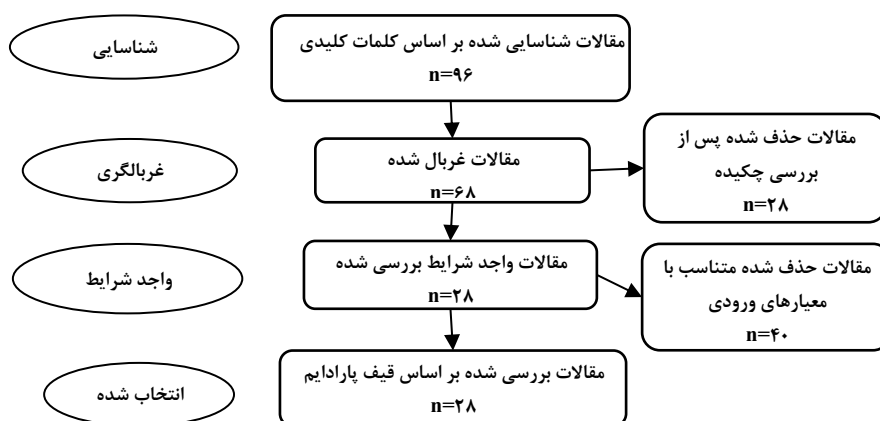 شناسایی
مقالات شناسایی شده بر اساس کلمات کلیدی
n=۹۶
غربالگری
مقالات غربال شده
n=۶۸
مقالات حذف شده پس از
بررسی چکیده
n=۲۸
واجد شرایط
مقالات واجد شرایط بررسی شده
n=۲۸
مقالات حذف شده متناسب با
معیارهای ورودی
n=۴۰
انتخاب شده
مقالات بررسی شده بر اساس قیف پارادایم
n=۲۸